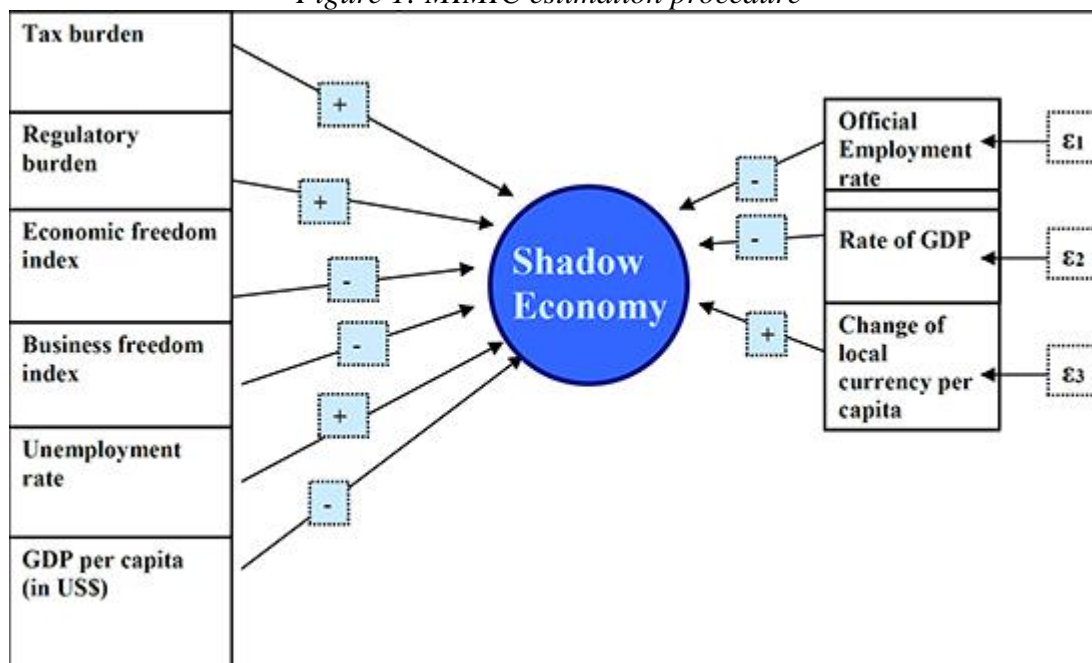 Figure 1: MIMIC estimation procedure
Tax burden
+
Regulatory
burden
+
Economic freedom
index
-
Business freedom
index
-
Unemployment
rate
+
GDP per capita
(in US$)
-
Shadow
Economy
-
Official
Employment
rate
ε1
-
Rate of GDP
ε2
+
Change of
local
currency per
capita
ε3